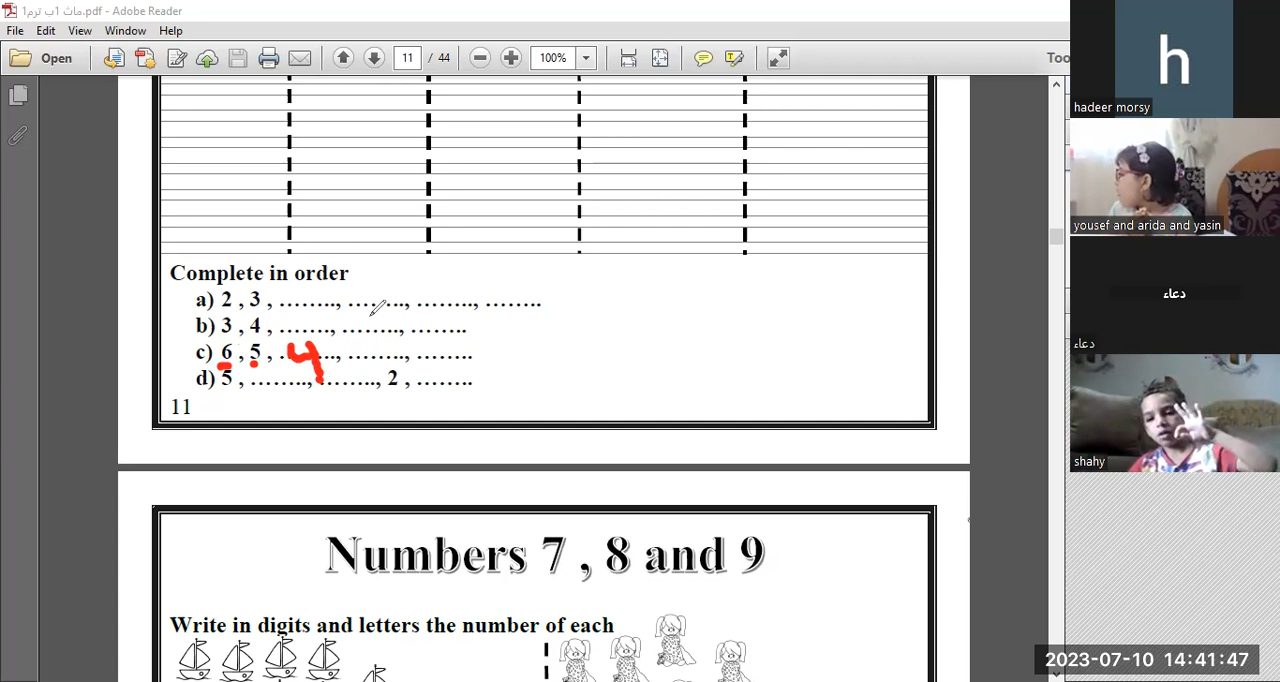 ماث 1ب ترم1.pdf - Adobe Reader
File Edit View Window Help
Open 11 / 44 100% Too
Complete in order
a) 2 , 3 , …….., …….., …….., ……..
b) 3 , 4 , ……., …….., ……..
c) 6 , 5 , 4 …….., ……..
d) 5 , …….., …….., 2 , ……..
11
Numbers 7 , 8 and 9
Write in digits and letters the number of each
h
hadeer morsy
yousef and arida and yasin
دعاء
دعاء
shahy
2023-07-10 14:41:47